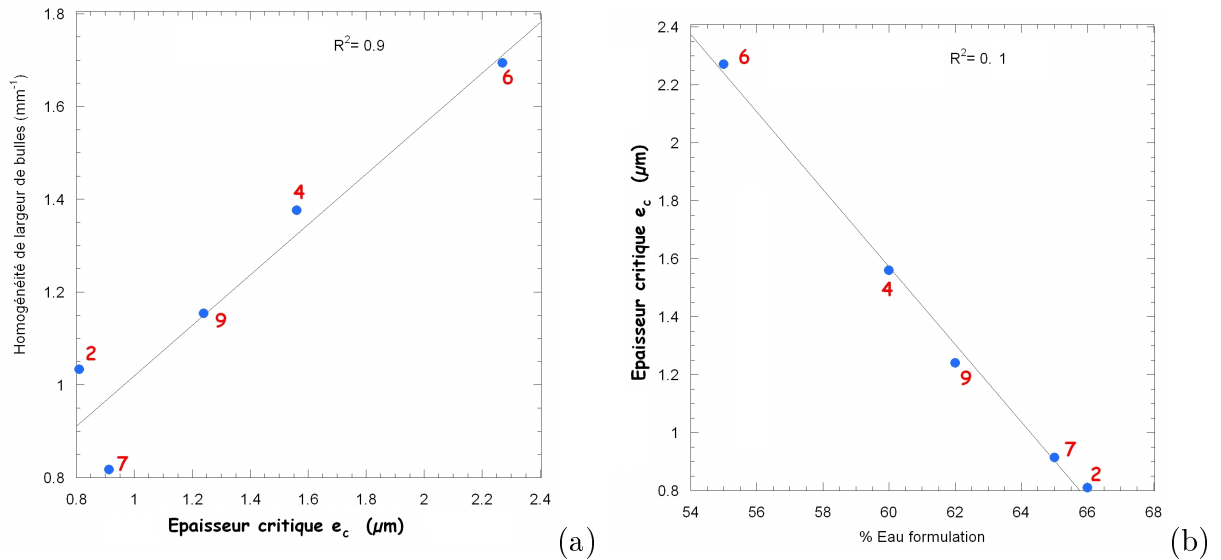 1.8
1.6
1.4
1.2
1
0.8
Homogénéité de largeur de bulles (mm-1)
R2= 0.9
6
4
9
2
7
0.8 1 1.2 1.4 1.6 1.8 2 2.2 2.4
Epaisseur critique ec (µm)
(a)
2.4
2.2
2
1.8
1.6
1.4
1.2
1
0.8
Epaisseur critique ec (µm)
R2= 0. 1
6
4
9
7
2
54 56 58 60 62 64 66 68
% Eau formulation
(b)